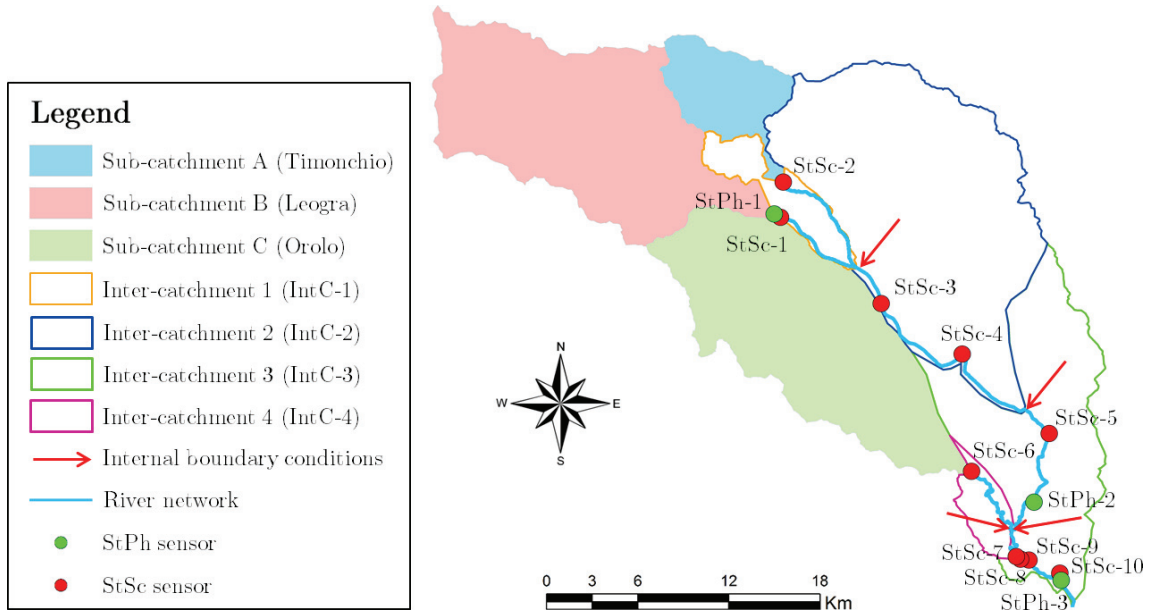 Legend
Sub-catchment A (Timonchio)
Sub-catchment B (Leogra)
Sub-catchment C (Orolo)
Inter-catchment 1 (IntC-1)
Inter-catchment 2 (IntC-2)
Inter-catchment 3 (IntC-3)
Inter-catchment 4 (IntC-4)
Internal boundary conditions
River network
StPh sensor
StSc sensor
StSc-2
StPh-1
StSc-1
StSc-3
StSc-4
StSc-5
StSc-6
StPh-2
StSc-7
StSc-9
StSc-8
StSc-10
StPh-3
N
W
E
S
0 3 6 12 18
Km